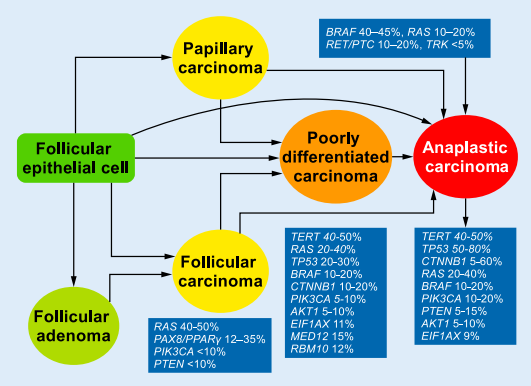 BRAF 40–45%, RAS 10–20%
RET/PTC 10–20%, TRK <5%
Papillary
carcinoma
Follicular
epithelial cell
Poorly
differentiated
carcinoma
Anaplastic
carcinoma
Follicular
carcinoma
Follicular
adenoma
RAS 40-50%
PAX8/PPARγ 12–35%
PIK3CA <10%
PTEN <10%
TERT 40-50%
RAS 20-40%
TP53 20-30%
BRAF 10-20%
CTNNB1 10-20%
PIK3CA 5-10%
AKT1 5-10%
EIF1AX 11%
MED12 15%
RBM10 12%
TERT 40-50%
TP53 50-80%
CTNNB1 5-60%
RAS 20-40%
BRAF 10-20%
PIK3CA 10-20%
PTEN 5-15%
AKT1 5-10%
EIF1AX 9%